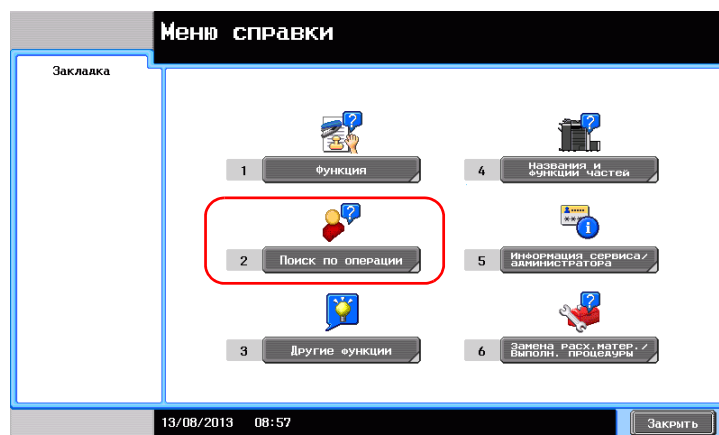 Меню справки
Закладка
1 Функция
2 Поиск по операции
3 Другие функции
4 Названия и
функции частей
5 Информация сервиса/
администратора
6 Замена расх.матер./
Выполн. процедуры
13/08/2013 08:57
Закрыть